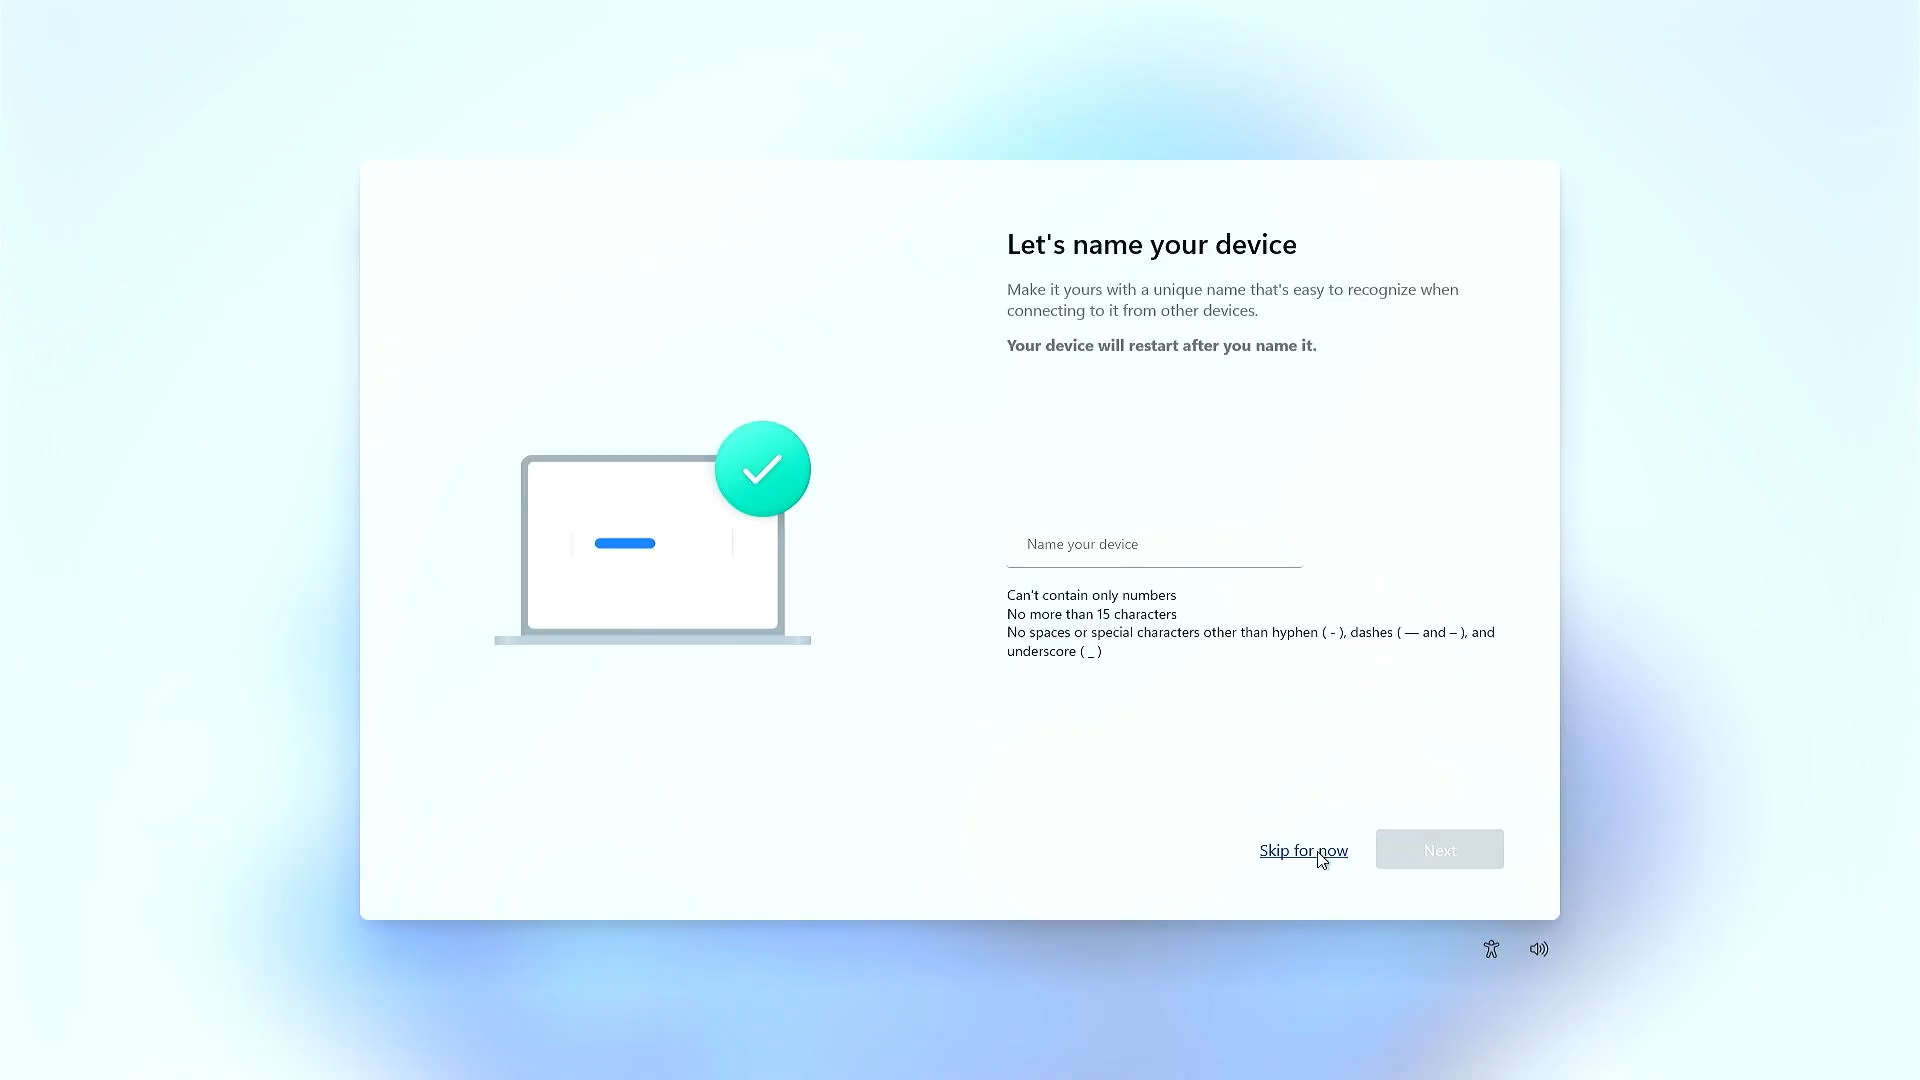 Let's name your device
Make it yours with a unique name that's easy to recognize when
connecting to it from other devices.
Your device will restart after you name it.
Name your device
Can't contain only numbers
No more than 15 characters
No spaces or special characters other than hyphen ( - ), dashes ( — and – ), and
underscore ( _ )
Skip for now
Next